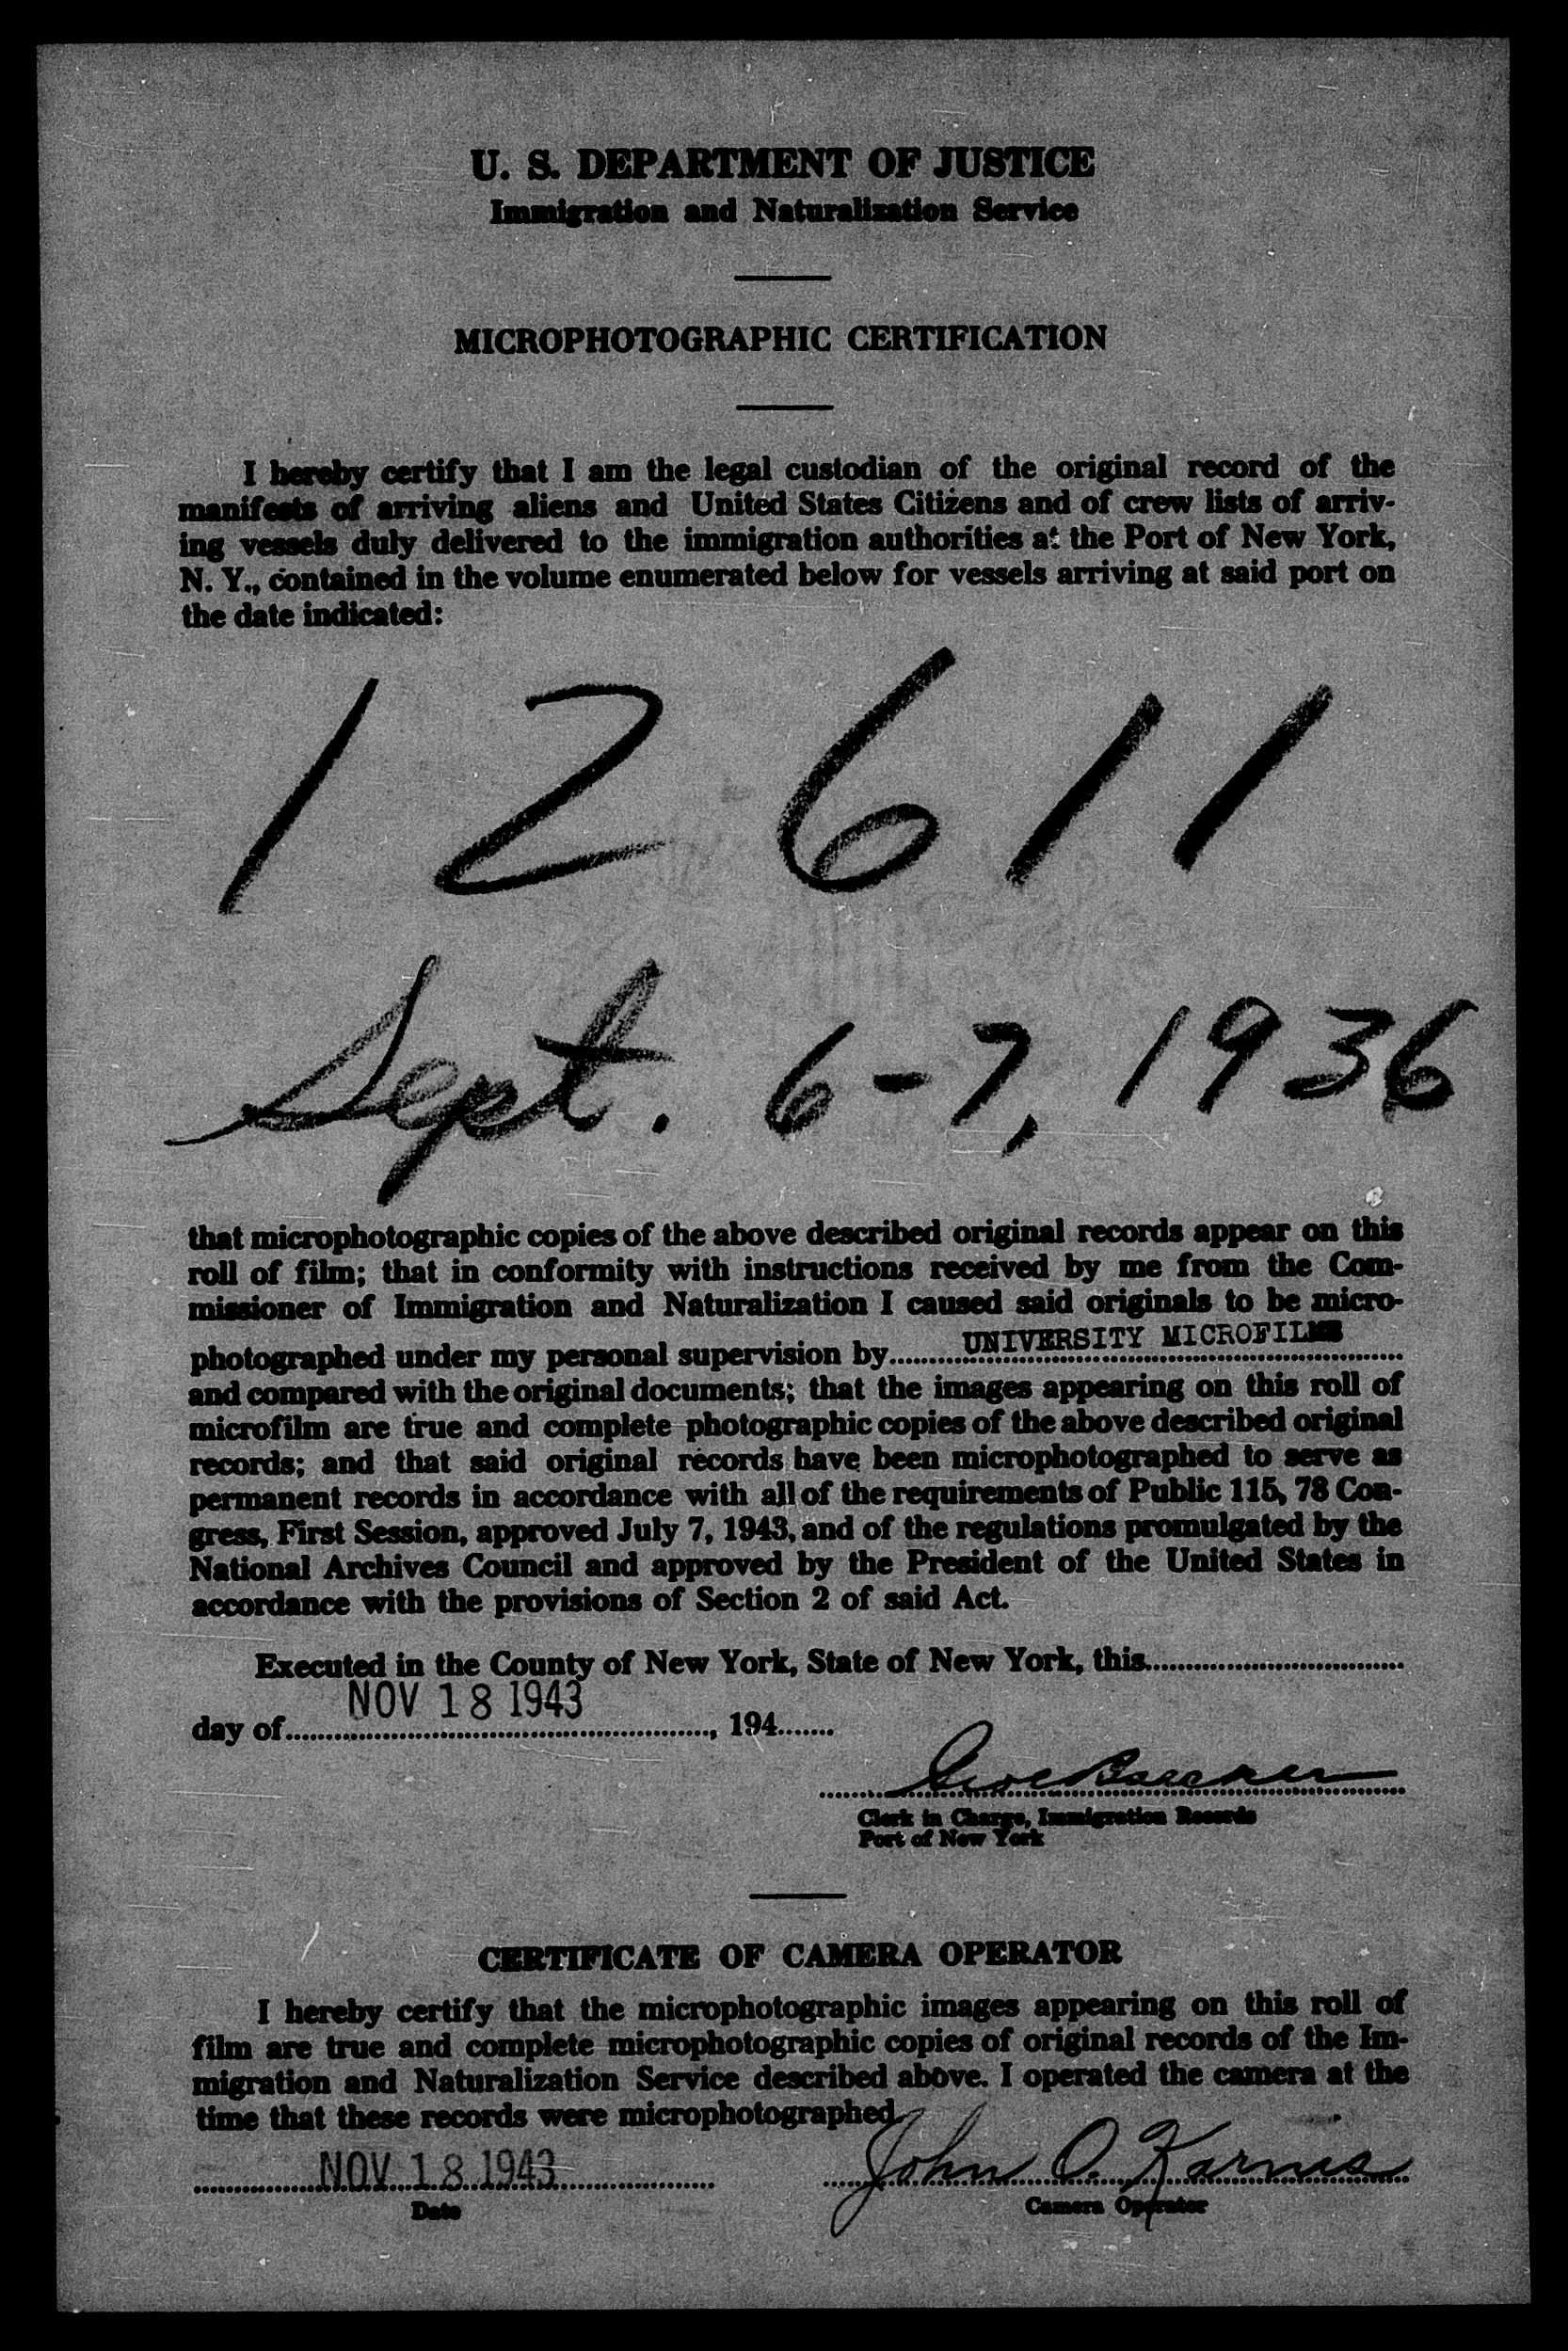 U. S. DEPARTMENT OF JUSTICE
Immigration and Naturalization Service
MICROPHOTOGRAPHIC CERTIFICATION
I hereby certify that I am the legal custodian of the original record of the
manifests of arriving aliens and United States Citizens and of crew lists of arriv-
ing vessels duly delivered to the immigration authorities at the Port of New York,
N. Y., contained in the volume enumerated below for vessels arriving at said port on
the date indicated:
12611
Sept. 6-7, 1936
that microphotographic copies of the above described original records appear on this
roll of film; that in conformity with instructions received by me from the Com-
missioner of Immigration and Naturalization I caused said originals to be micro-
photographed under my personal supervision by UNIVERSITY MICROFILMS
and compared with the original documents; that the images appearing on this roll of
microfilm are true and complete photographic copies of the above described original
records; and that said original records have been microphotographed to serve as
permanent records in accordance with all of the requirements of Public 115, 78 Con-
gress, First Session, approved July 7, 1943, and of the regulations promulgated by the
National Archives Council and approved by the President of the United States in
accordance with the provisions of Section 2 of said Act.
Executed in the County of New York, State of New York, this
day of NOV 18 1943, 194
Clerk in Charge, Immigration Records
Port of New York
CERTIFICATE OF CAMERA OPERATOR
I hereby certify that the microphotographic images appearing on this roll of
film are true and complete microphotographic copies of original records of the Im-
migration and Naturalization Service described above. I operated the camera at the
time that these records were microphotographed.
NOV 18 1943 John O. Karnes
Date Camera Operator